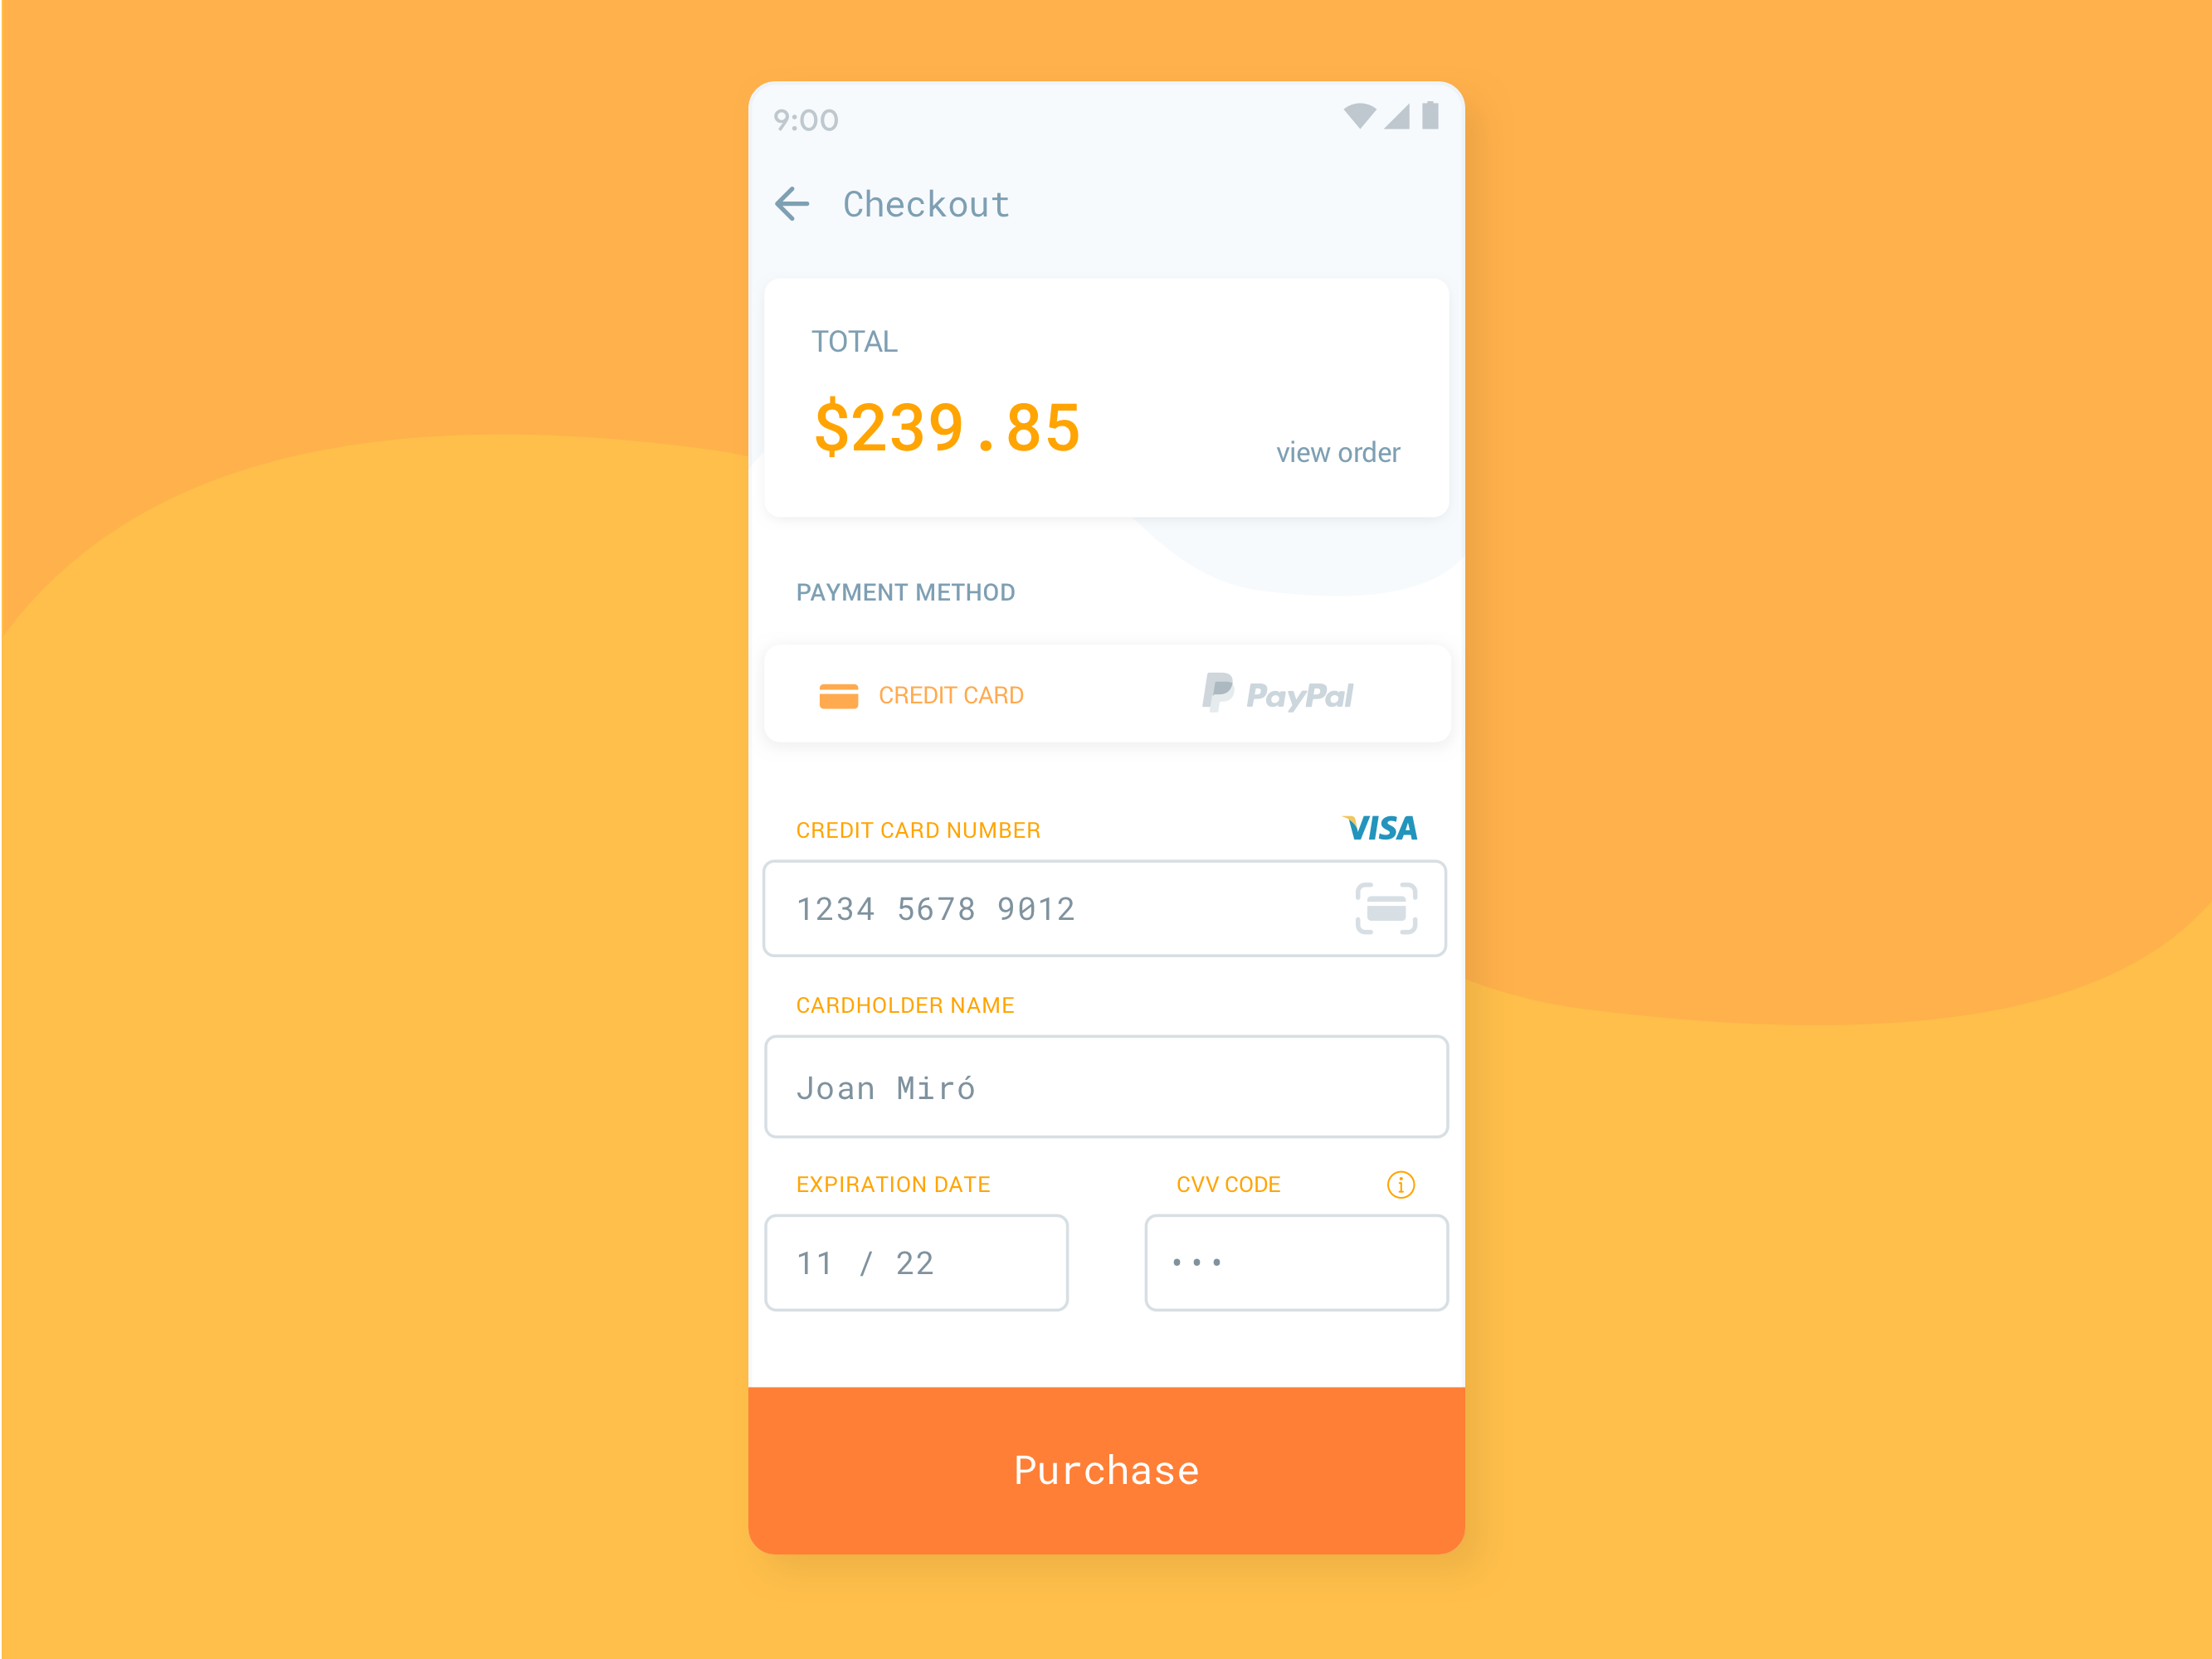 9:00
Checkout
TOTAL
$239.85
view order
PAYMENT METHOD
CREDIT CARD PayPal
CREDIT CARD NUMBER VISA
1234 5678 9012
CARDHOLDER NAME
Joan Miró
EXPIRATION DATE CVV CODE
11 / 22 •••
Purchase